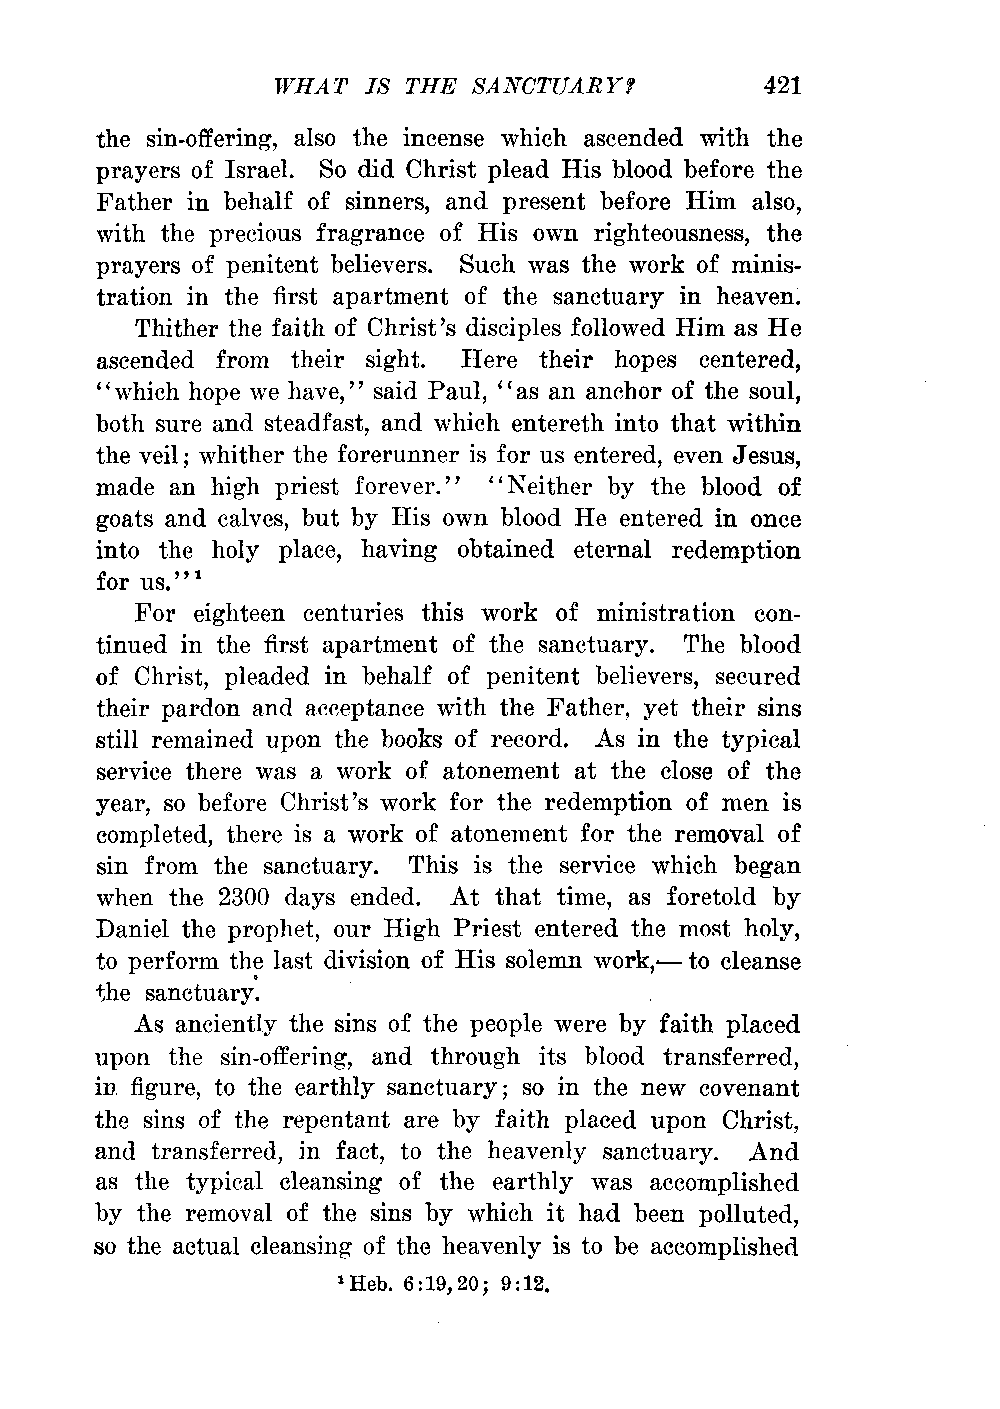 WHAT IS THE SANCTUARY? 421
the sin-offering, also the incense which ascended with the
prayers of Israel. So did Christ plead His blood before the
Father in behalf of sinners, and present before Him also,
with the precious fragrance of His own righteousness, the
prayers of penitent believers. Such was the work of minis-
tration in the first apartment of the sanctuary in heaven.
Thither the faith of Christ's disciples followed Him as He
ascended from their sight. Here their hopes centered,
"which hope we have," said Paul, "as an anchor of the soul,
both sure and steadfast, and which entereth into that within
the veil; whither the forerunner is for us entered, even Jesus,
made an high priest forever." "Neither by the blood of
goats and calves, but by His own blood He entered in once
into the holy place, having obtained eternal redemption
for us."¹
For eighteen centuries this work of ministration con-
tinued in the first apartment of the sanctuary. The blood
of Christ, pleaded in behalf of penitent believers, secured
their pardon and acceptance with the Father, yet their sins
still remained upon the books of record. As in the typical
service there was a work of atonement at the close of the
year, so before Christ's work for the redemption of men is
completed, there is a work of atonement for the removal of
sin from the sanctuary. This is the service which began
when the 2300 days ended. At that time, as foretold by
Daniel the prophet, our High Priest entered the most holy,
to perform the last division of His solemn work,— to cleanse
the sanctuary.
As anciently the sins of the people were by faith placed
upon the sin-offering, and through its blood transferred,
in figure, to the earthly sanctuary; so in the new covenant
the sins of the repentant are by faith placed upon Christ,
and transferred, in fact, to the heavenly sanctuary. And
as the typical cleansing of the earthly was accomplished
by the removal of the sins by which it had been polluted,
so the actual cleansing of the heavenly is to be accomplished
¹ Heb. 6:19, 20; 9:12.